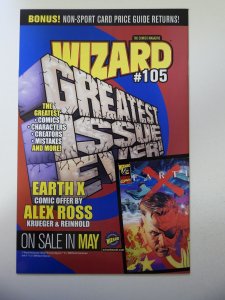 BONUS! NON-SPORT CARD PRICE GUIDE RETURNS!
THE COMICS MAGAZINE
WIZARD
#105
GREATEST
ISSUE
EVER!
THE
GREATEST
• COMICS
• CHARACTERS
• CREATORS
• MISTAKES
AND MORE!
EARTH X
COMIC OFFER BY
ALEX ROSS
KRUEGER & REINHOLD
ON SALE IN MAY
EARTH
X